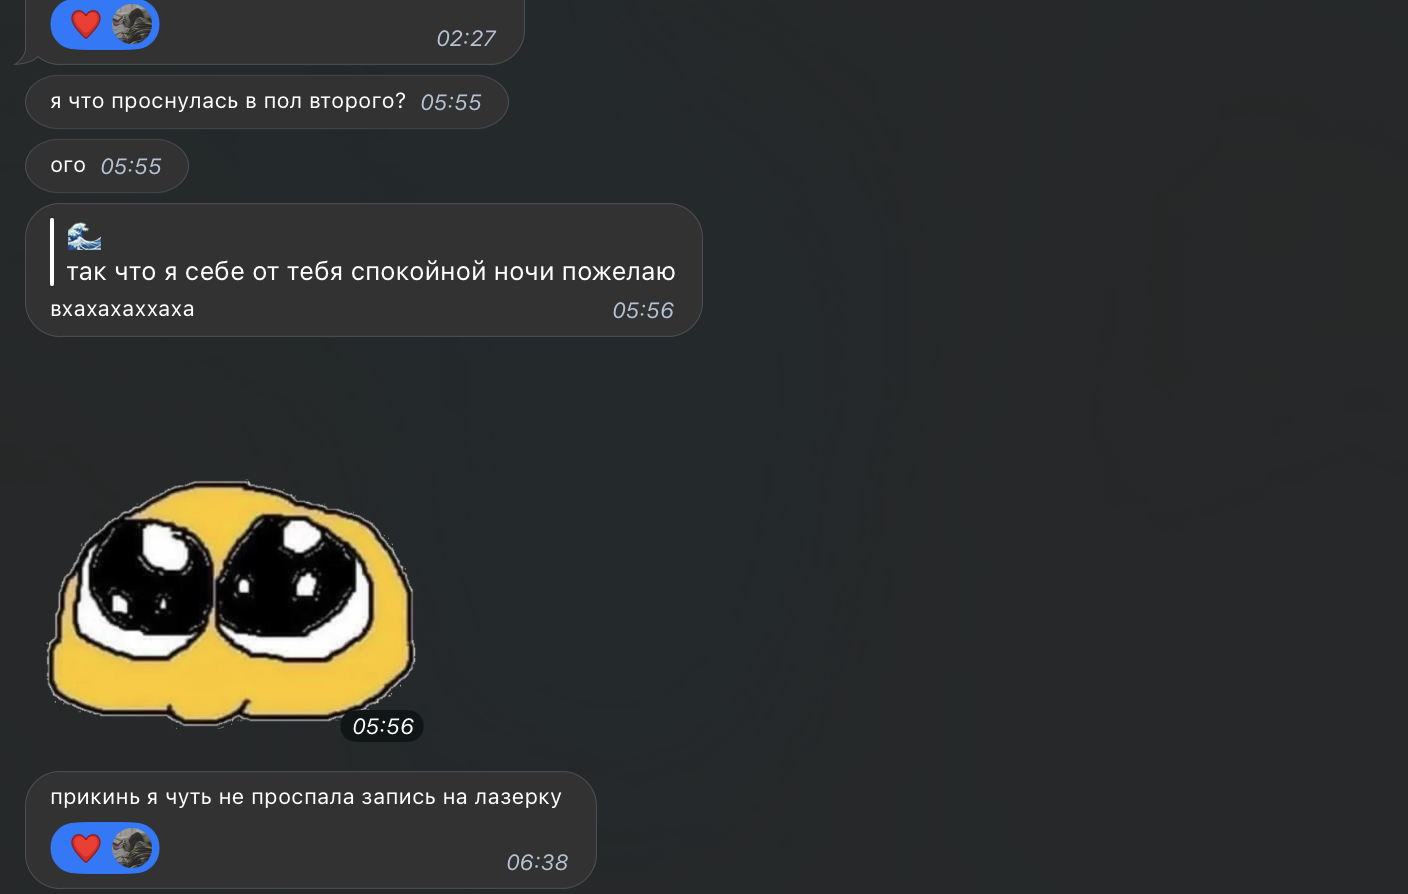 ❤️ 02:27
я что проснулась в пол второго? 05:55
ого 05:55
🌊
так что я себе от тебя спокойной ночи пожелаю
вхахахаххаха 05:56
05:56
прикинь я чуть не проспала запись на лазерку
❤️ 06:38